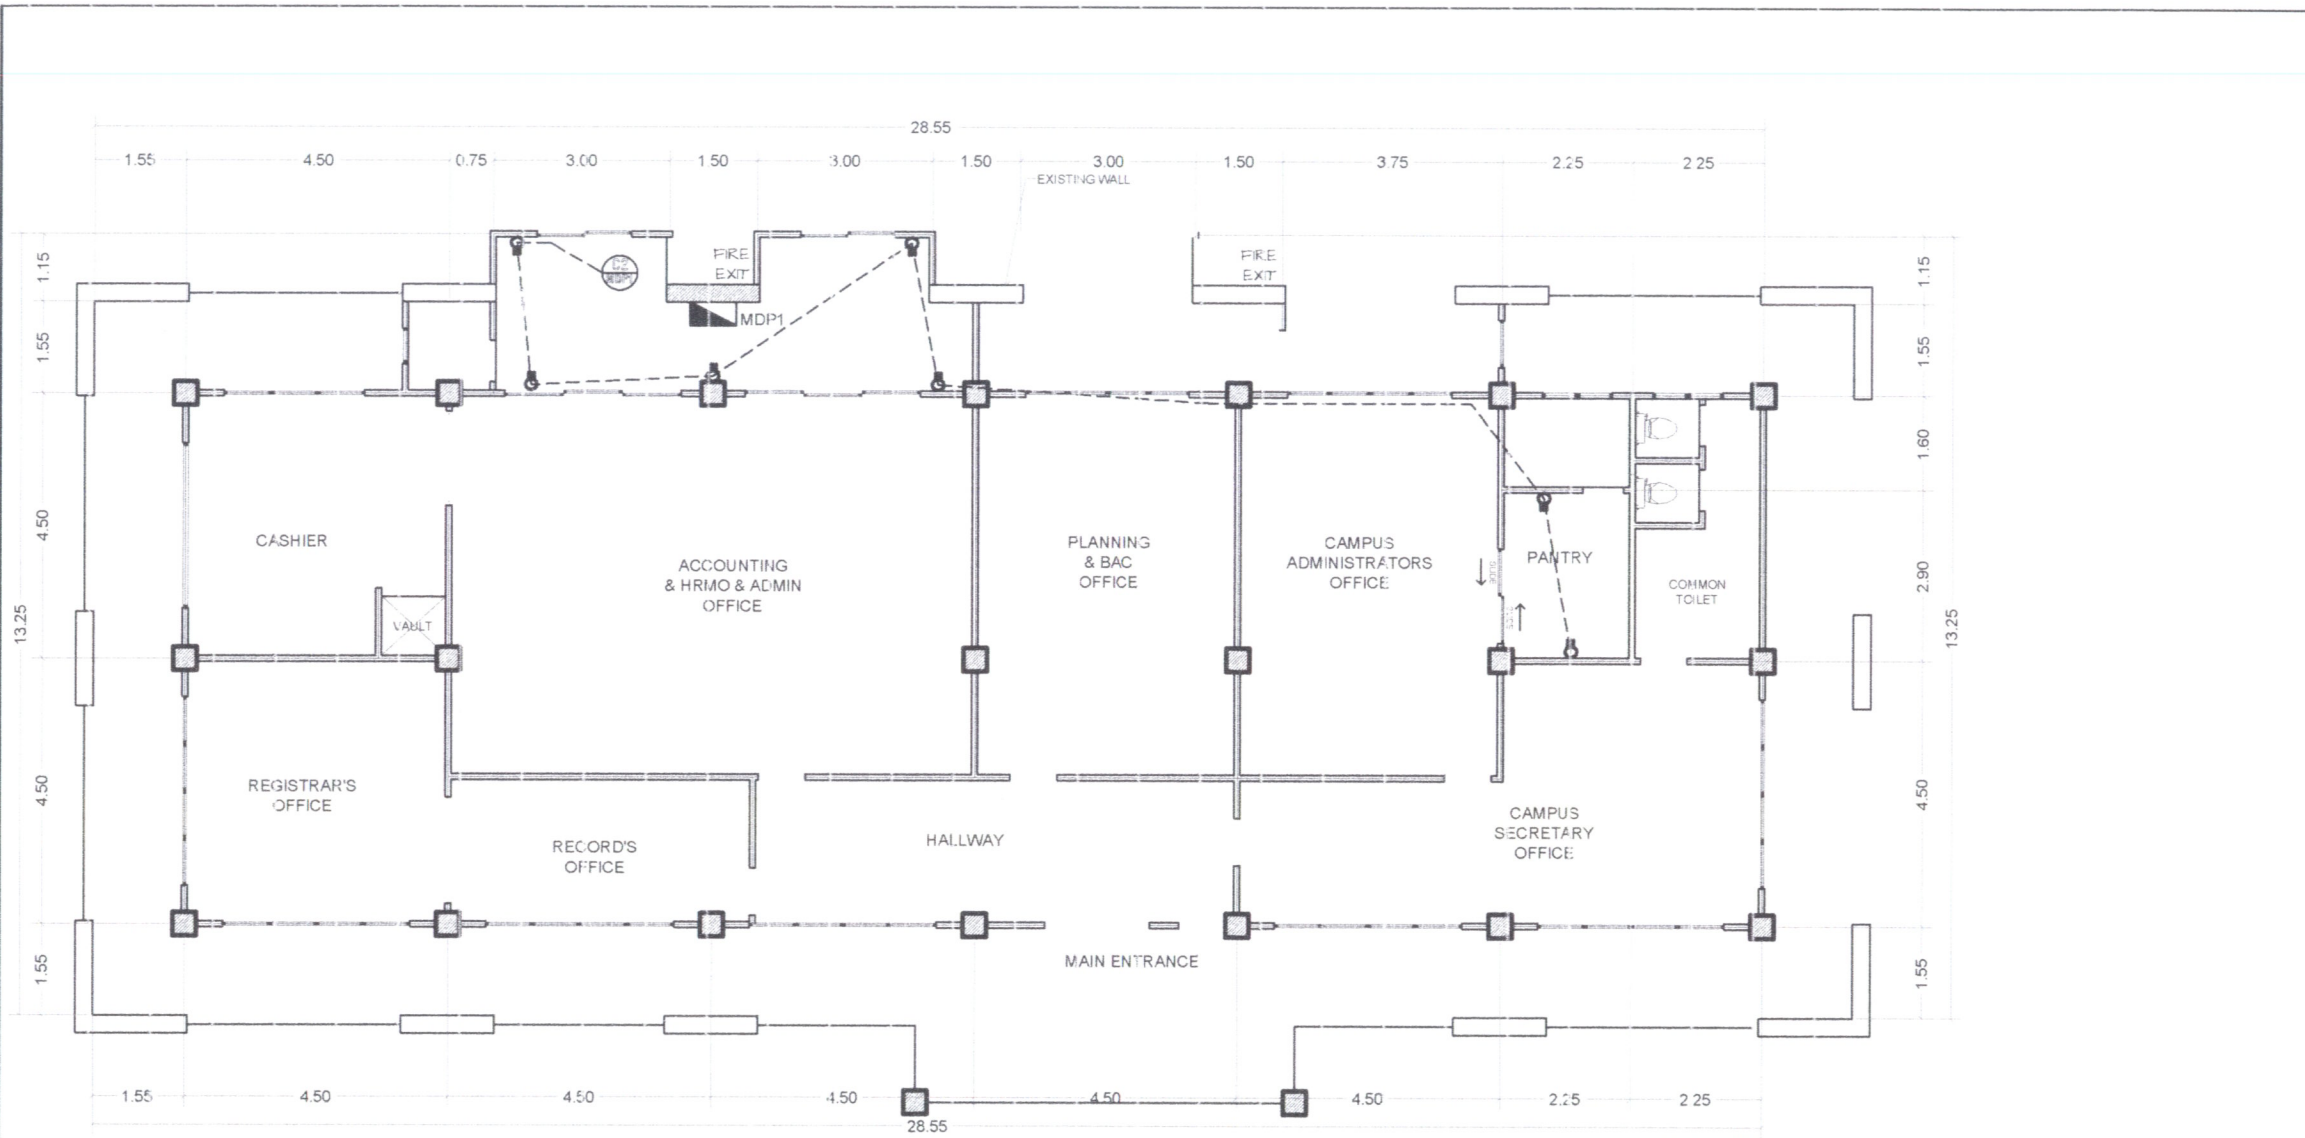 28.55
1.55 4.50 0.75 3.00 1.50 3.00 1.50 3.00 1.50 3.75 2.25 2.25
EXISTING WALL
FIRE
EXIT
FIRE
EXIT
1.15
1.15
MDP1
1.55
1.55
1.60
4.50
CASHIER
ACCOUNTING
& HRMO & ADMIN
OFFICE
PLANNING
& BAC
OFFICE
CAMPUS
ADMINISTRATORS
OFFICE
SLIDE
PANTRY
COMMON
TOILET
2.90
VAULT
13.25
13.25
REGISTRAR'S
OFFICE
4.50
4.50
RECORD'S
OFFICE
HALLWAY
CAMPUS
SECRETARY
OFFICE
MAIN ENTRANCE
1.55
1.55
1.55 4.50 4.50 4.50 4.50 4.50 2.25 2.25
28.55